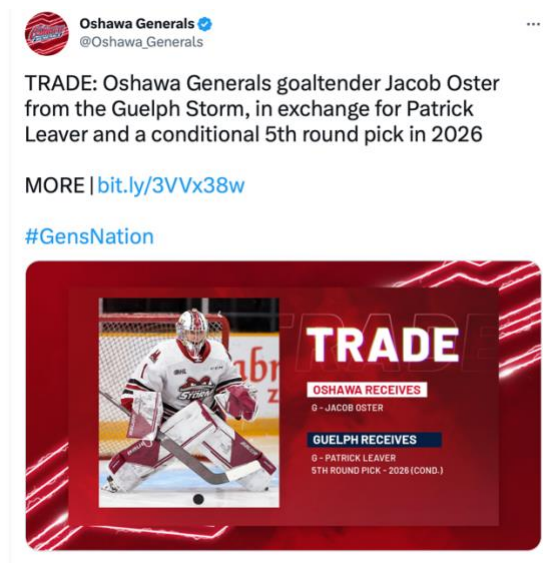 Oshawa Generals
@Oshawa_Generals
TRADE: Oshawa Generals goaltender Jacob Oster
from the Guelph Storm, in exchange for Patrick
Leaver and a conditional 5th round pick in 2026
MORE | bit.ly/3VVx38w
#GensNation
TRADE
TRADE
OSHAWA RECEIVES
G - JACOB OSTER
GUELPH RECEIVES
G - PATRICK LEAVER
5TH ROUND PICK - 2026 (COND.)
STORM